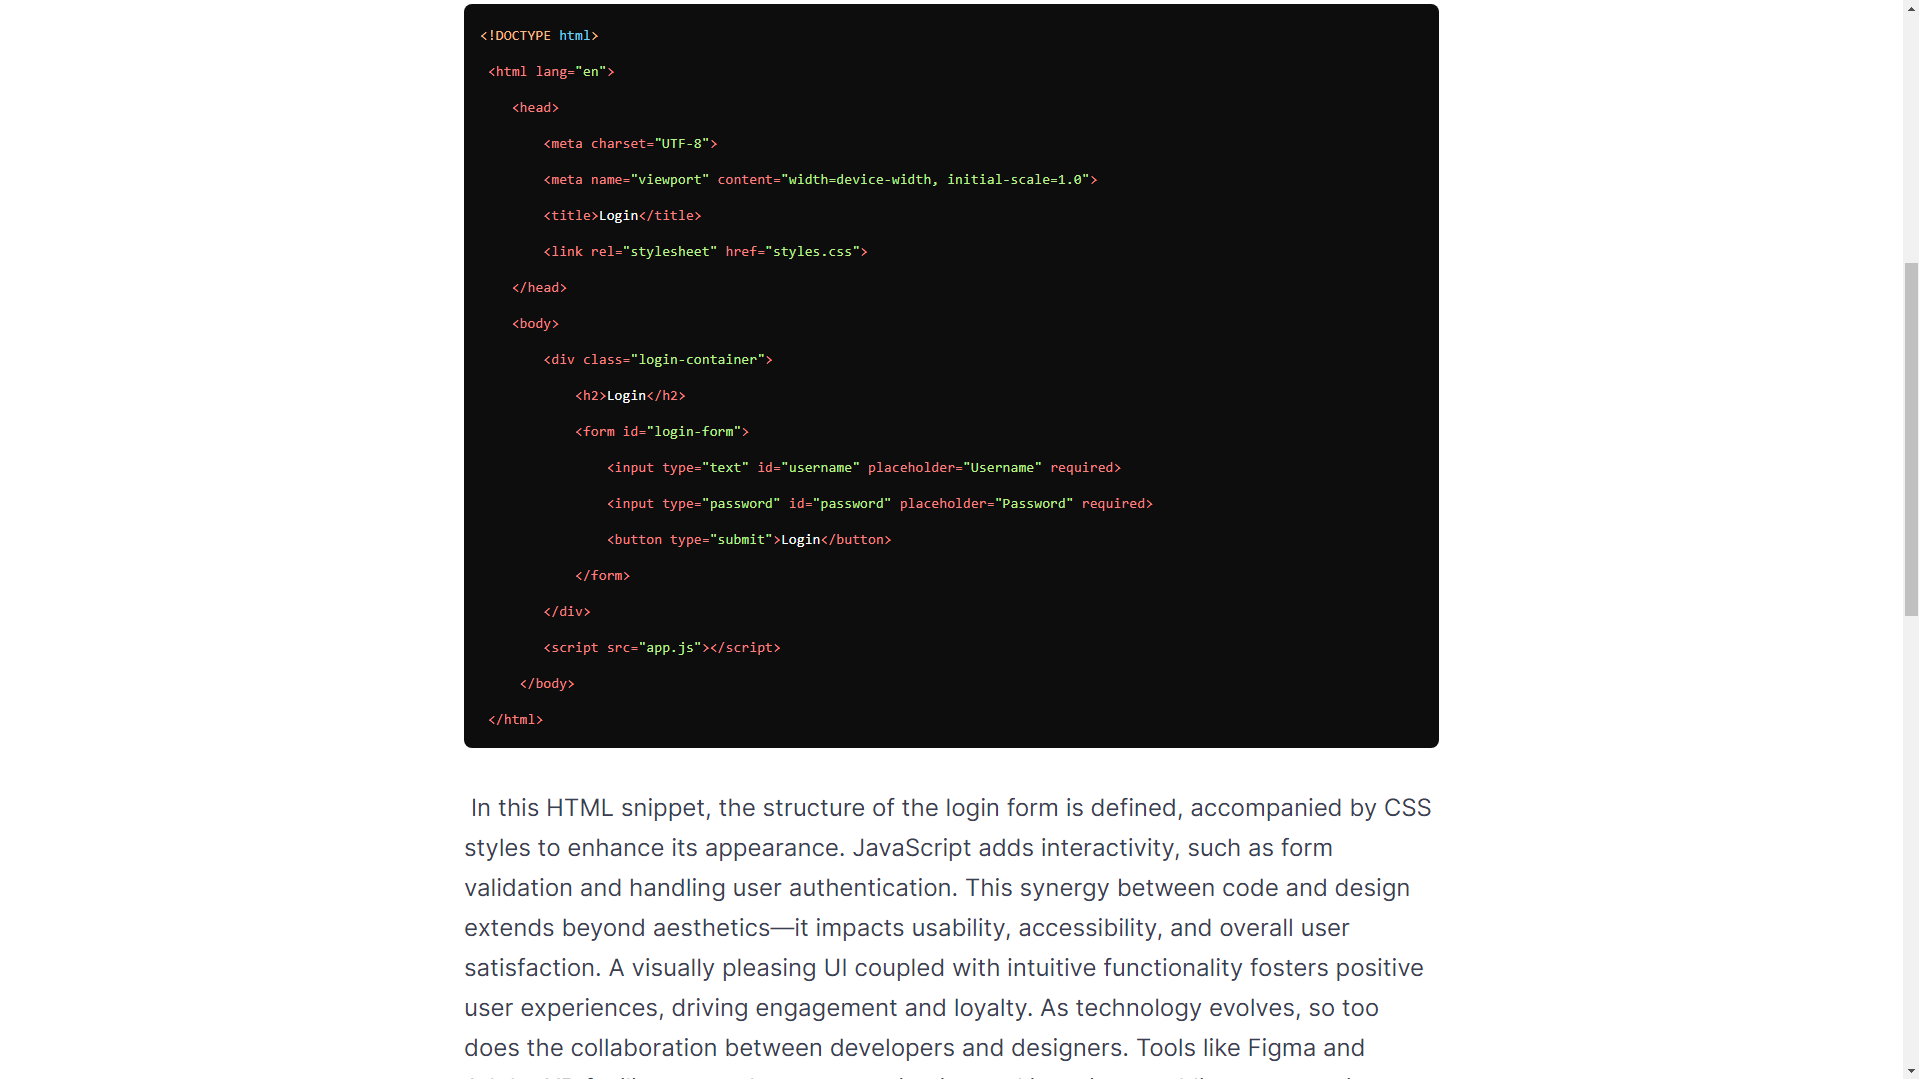 <!DOCTYPE html>
<html lang="en">
<head>
<meta charset="UTF-8">
<meta name="viewport" content="width=device-width, initial-scale=1.0">
<title>Login</title>
<link rel="stylesheet" href="styles.css">
</head>
<body>
<div class="login-container">
<h2>Login</h2>
<form id="login-form">
<input type="text" id="username" placeholder="Username" required>
<input type="password" id="password" placeholder="Password" required>
<button type="submit">Login</button>
</form>
</div>
<script src="app.js"></script>
</body>
</html>
In this HTML snippet, the structure of the login form is defined, accompanied by CSS
styles to enhance its appearance. JavaScript adds interactivity, such as form
validation and handling user authentication. This synergy between code and design
extends beyond aesthetics—it impacts usability, accessibility, and overall user
satisfaction. A visually pleasing UI coupled with intuitive functionality fosters positive
user experiences, driving engagement and loyalty. As technology evolves, so too
does the collaboration between developers and designers. Tools like Figma and